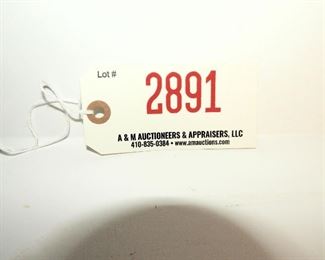 Lot #
2891
A & M AUCTIONEERS & APPRAISERS, LLC
410-835-0384 • www.amauctions.com